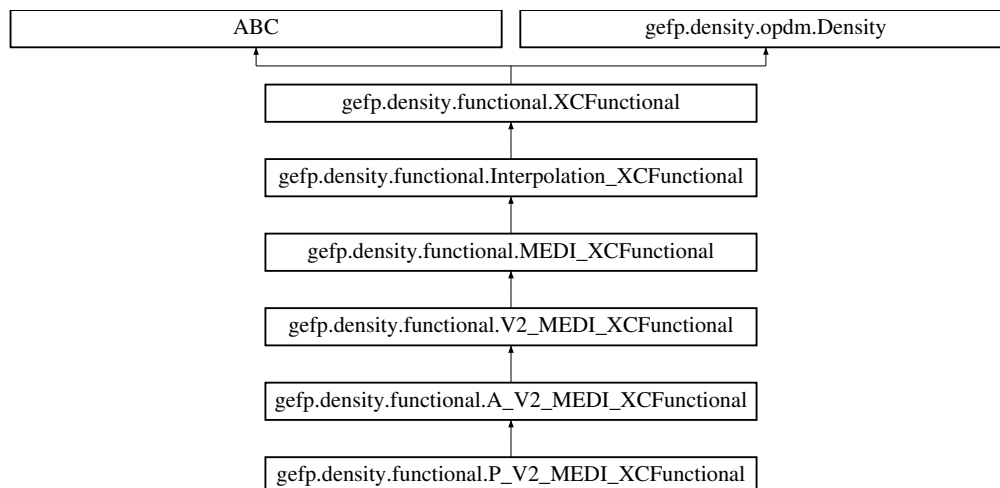 ABC
gefp.density.opdm.Density
gefp.density.functional.XCFunctional
gefp.density.functional.Interpolation_XCFunctional
gefp.density.functional.MEDI_XCFunctional
gefp.density.functional.V2_MEDI_XCFunctional
gefp.density.functional.A_V2_MEDI_XCFunctional
gefp.density.functional.P_V2_MEDI_XCFunctional